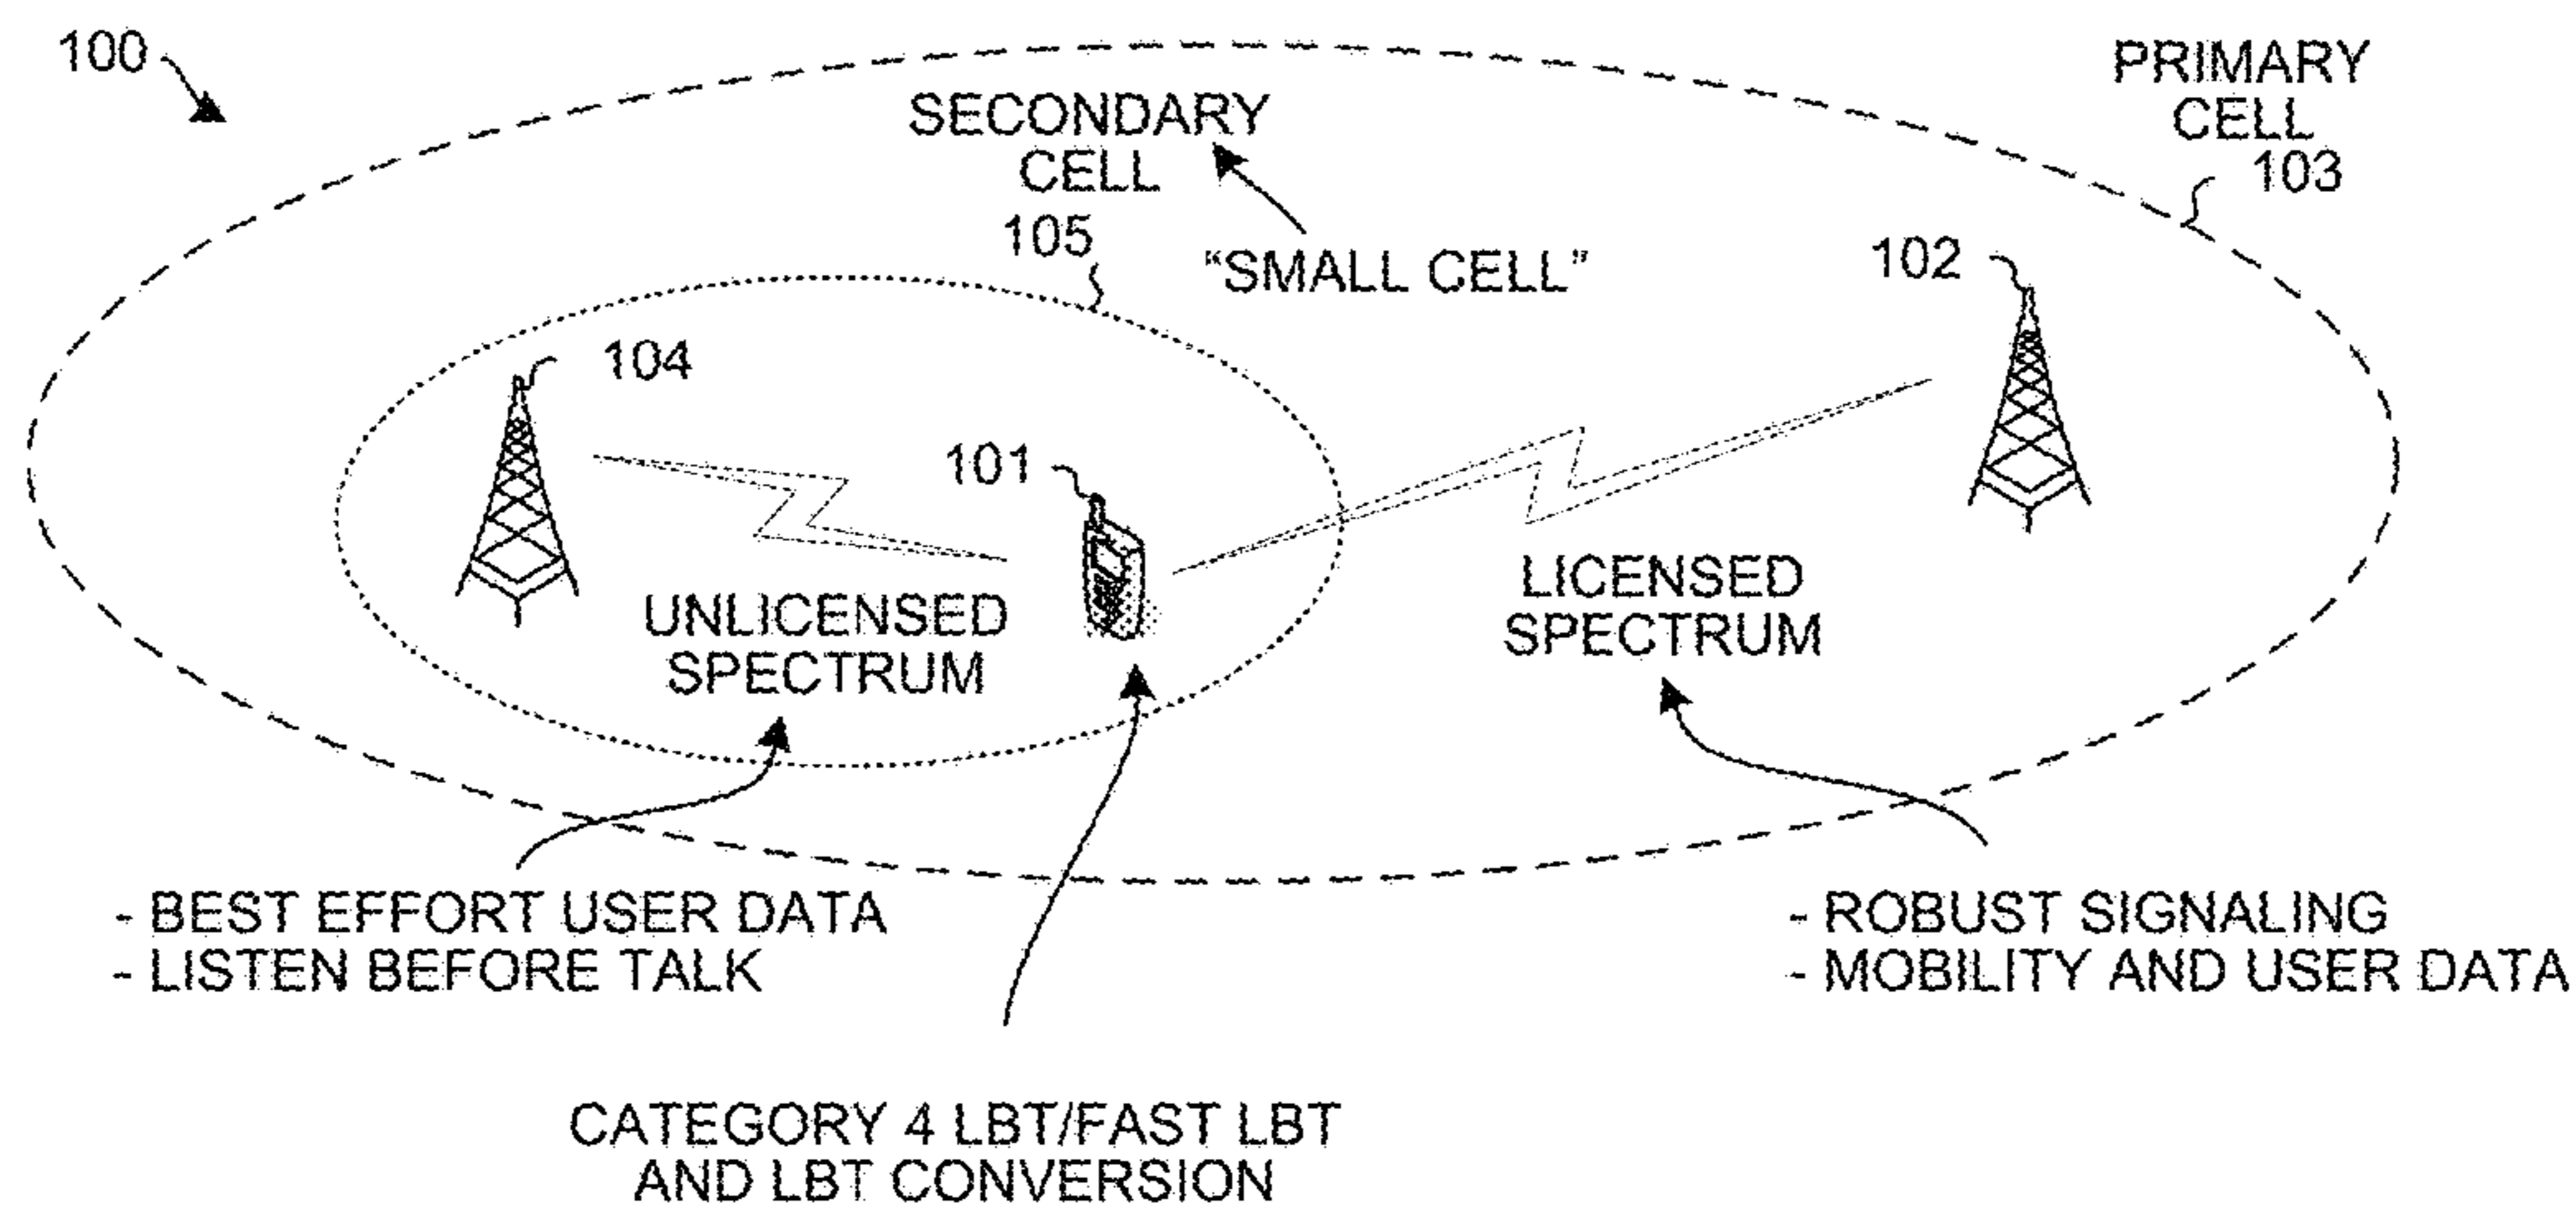 100
PRIMARY
CELL
103
SECONDARY
CELL
105
"SMALL CELL"
102
104
101
UNLICENSED
SPECTRUM
LICENSED
SPECTRUM
- BEST EFFORT USER DATA
- LISTEN BEFORE TALK
- ROBUST SIGNALING
- MOBILITY AND USER DATA
CATEGORY 4 LBT/FAST LBT
AND LBT CONVERSION